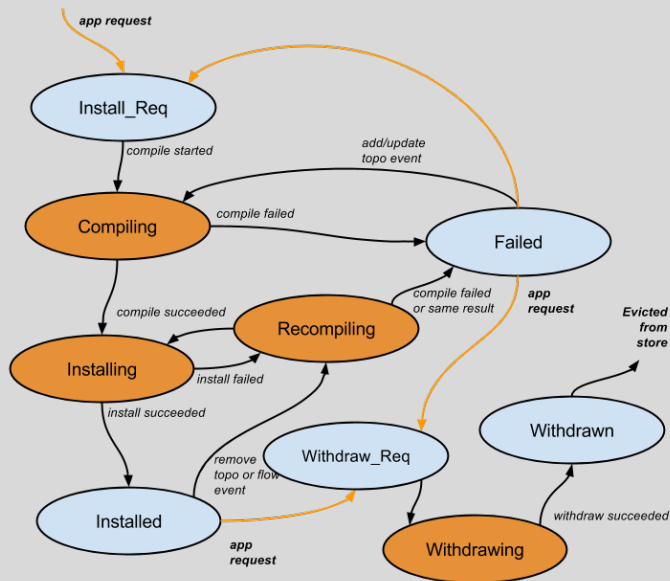 app request
Install_Req
compile started
add/update
topo event
Compiling
compile failed
Failed
compile succeeded
Recompiling
compile failed
or same result
app
request
Evicted
from
store
Installing
install failed
install succeeded
Withdrawn
remove
topo or flow
event
Withdraw_Req
Installed
app
request
withdraw succeeded
Withdrawing